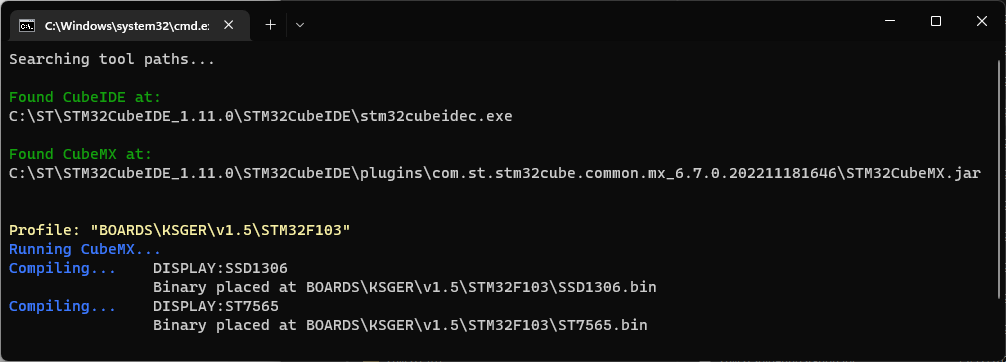 C:\Windows\system32\cmd.e
Searching tool paths...
Found CubeIDE at:
C:\ST\STM32CubeIDE_1.11.0\STM32CubeIDE\stm32cubeidec.exe
Found CubeMX at:
C:\ST\STM32CubeIDE_1.11.0\STM32CubeIDE\plugins\com.st.stm32cube.common.mx_6.7.0.202211181646\STM32CubeMX.jar
Profile: "BOARDS\KSGER\v1.5\STM32F103"
Running CubeMX...
Compiling... DISPLAY:SSD1306
Binary placed at BOARDS\KSGER\v1.5\STM32F103\SSD1306.bin
Compiling... DISPLAY:ST7565
Binary placed at BOARDS\KSGER\v1.5\STM32F103\ST7565.bin